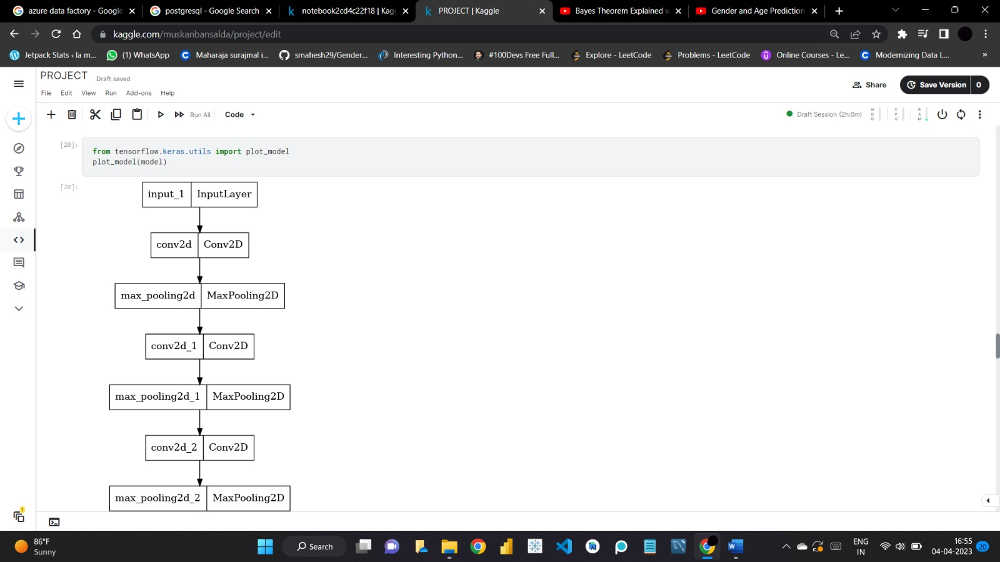 azure data factory - Google
postgresql - Google Search
notebook2cd4c22f18 | Kagg
PROJECT | Kaggle
Bayes Theorem Explained w
Gender and Age Prediction
kaggle.com/muskanbansalda/project/edit
Jetpack Stats ‹ la m...
(1) WhatsApp
Maharaja surajmal i...
smahesh29/Gender...
Interesting Python...
#100Devs Free Full...
Explore - LeetCode
Problems - LeetCode
Online Courses - Le...
Modernizing Data L...
»
PROJECT
Draft saved
File Edit View Run Add-ons Help
Share
Save Version 0
Run All
Code
Draft Session (2h:0m)
HDD
CPU
RAM
[20]:
from tensorflow.keras.utils import plot_model
plot_model(model)
[20]:
input_1 InputLayer
conv2d Conv2D
max_pooling2d MaxPooling2D
conv2d_1 Conv2D
max_pooling2d_1 MaxPooling2D
conv2d_2 Conv2D
max_pooling2d_2 MaxPooling2D
1
86°F
Sunny
Search
ENG
IN
16:55
04-04-2023
20